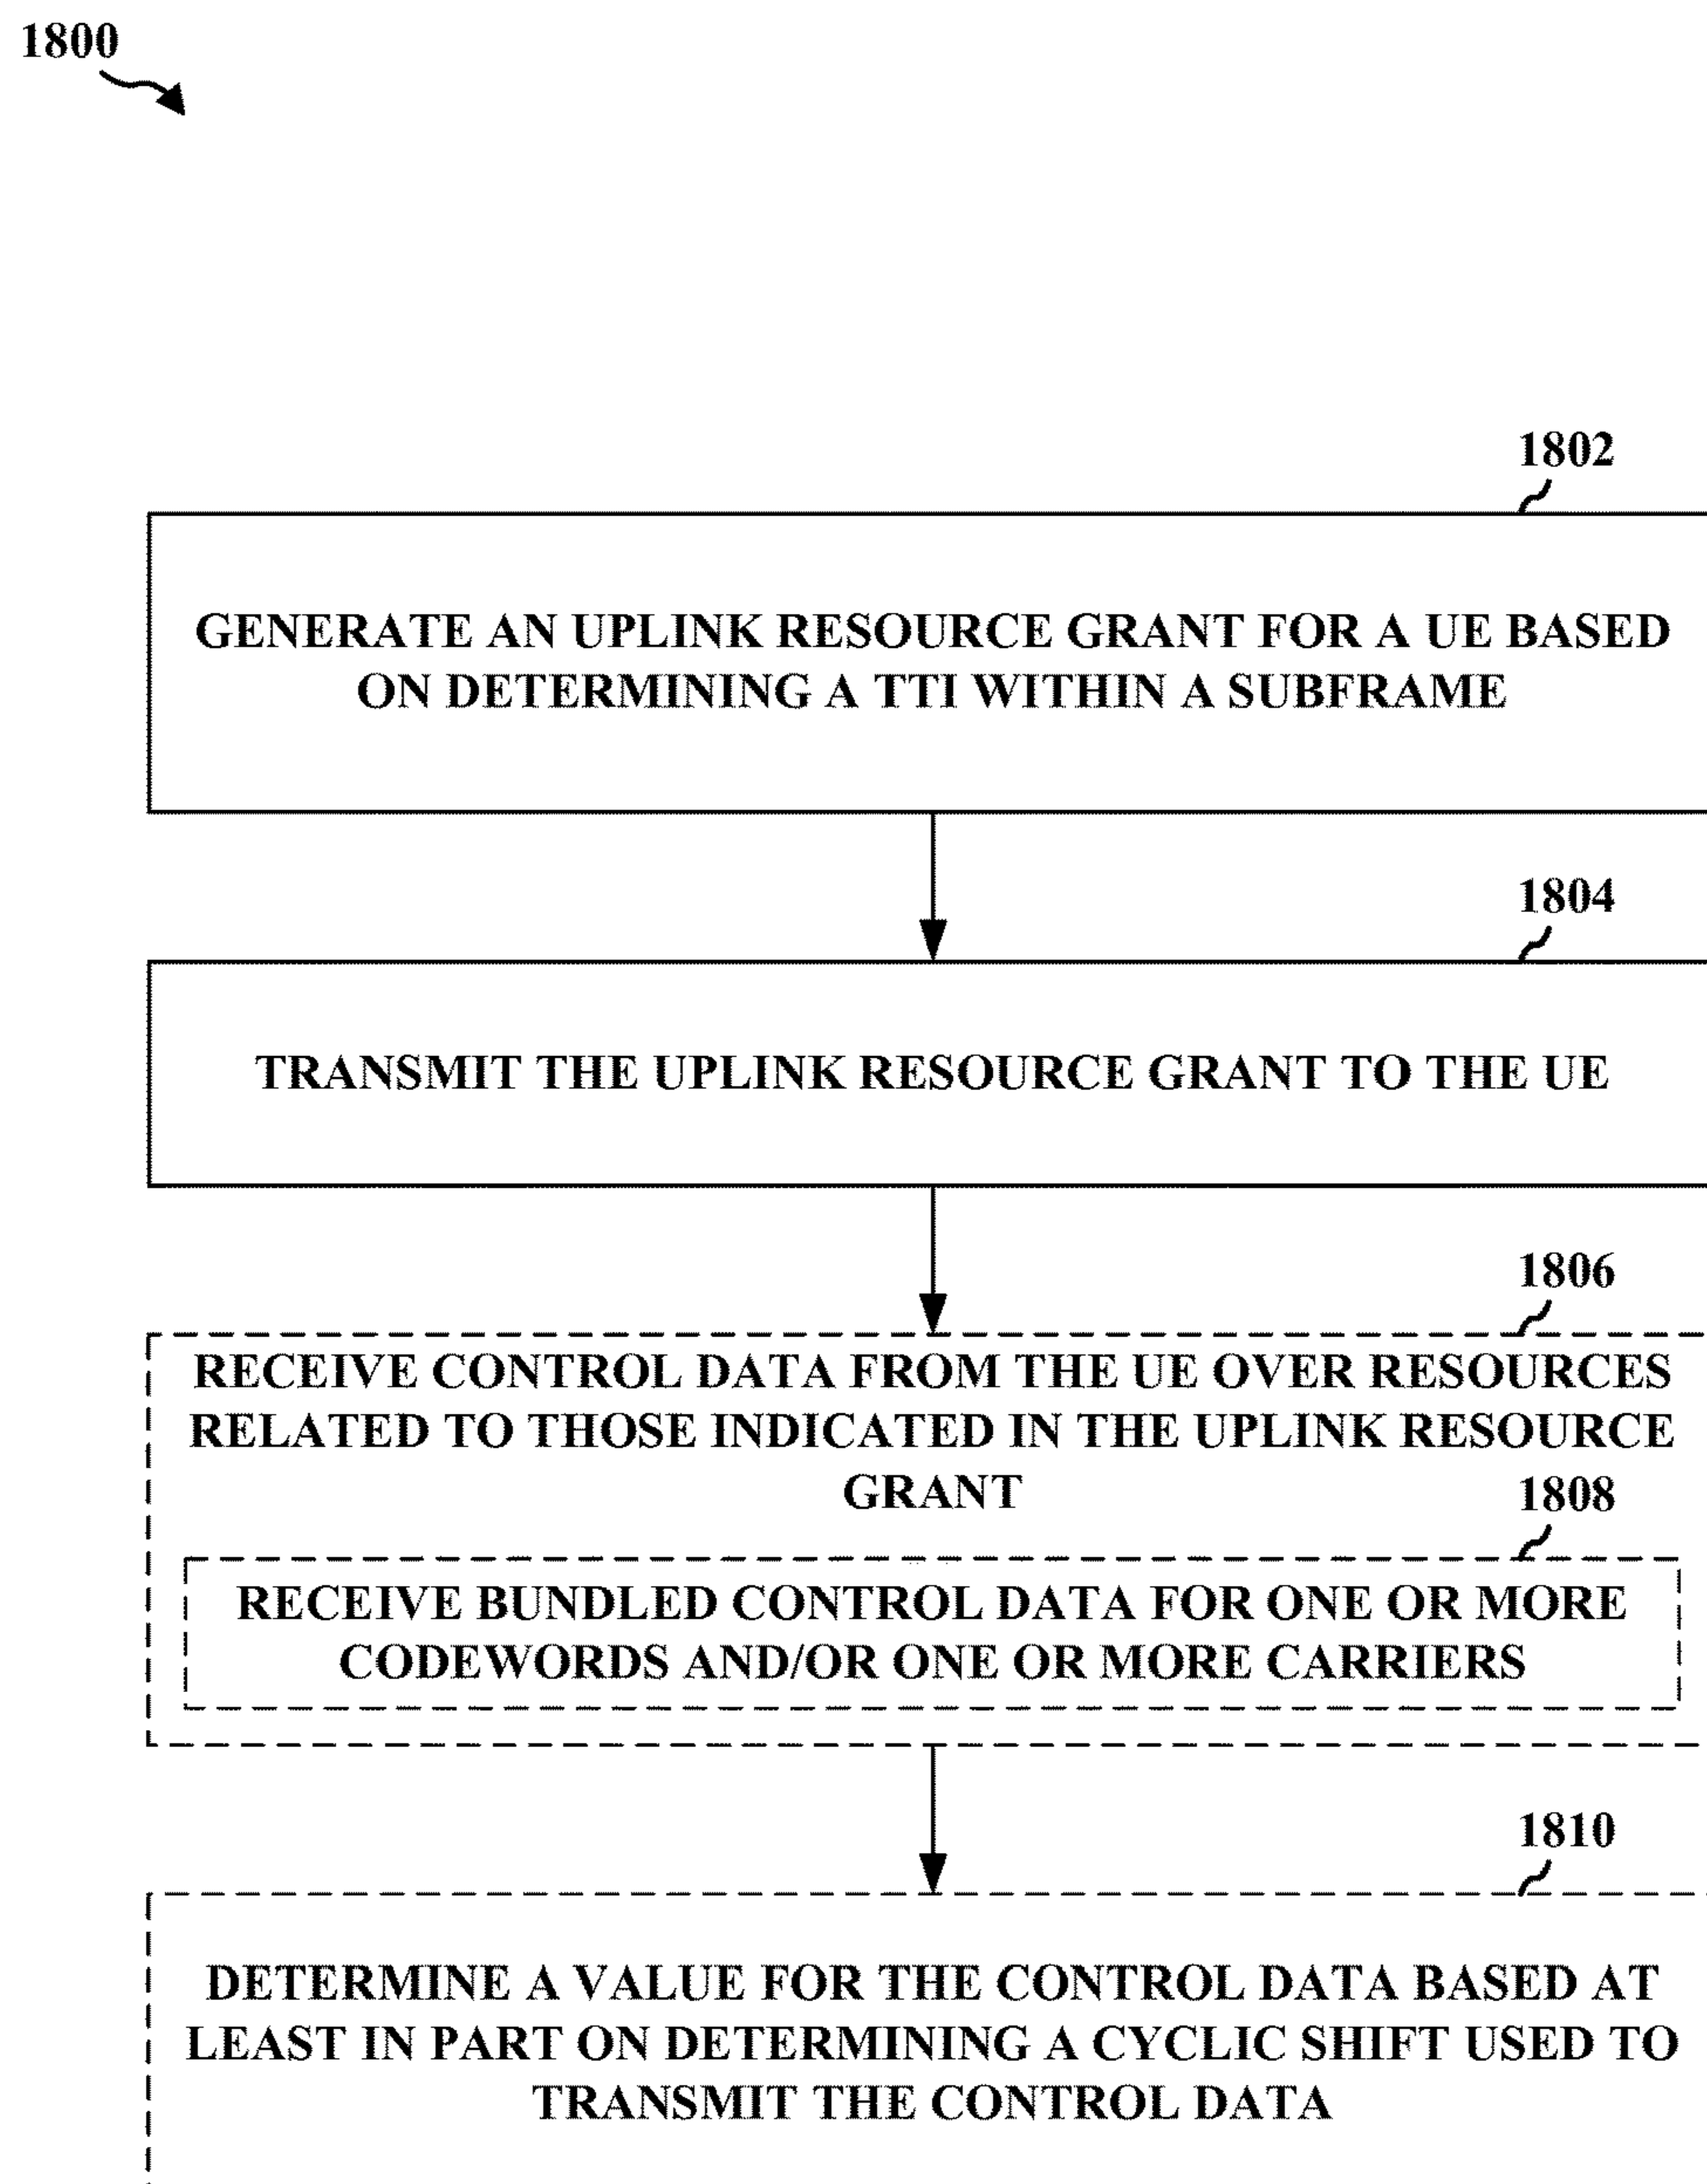 1800
1802
GENERATE AN UPLINK RESOURCE GRANT FOR A UE BASED
ON DETERMINING A TTI WITHIN A SUBFRAME
1804
TRANSMIT THE UPLINK RESOURCE GRANT TO THE UE
1806
RECEIVE CONTROL DATA FROM THE UE OVER RESOURCES
RELATED TO THOSE INDICATED IN THE UPLINK RESOURCE
GRANT
1808
RECEIVE BUNDLED CONTROL DATA FOR ONE OR MORE
CODEWORDS AND/OR ONE OR MORE CARRIERS
1810
DETERMINE A VALUE FOR THE CONTROL DATA BASED AT
LEAST IN PART ON DETERMINING A CYCLIC SHIFT USED TO
TRANSMIT THE CONTROL DATA